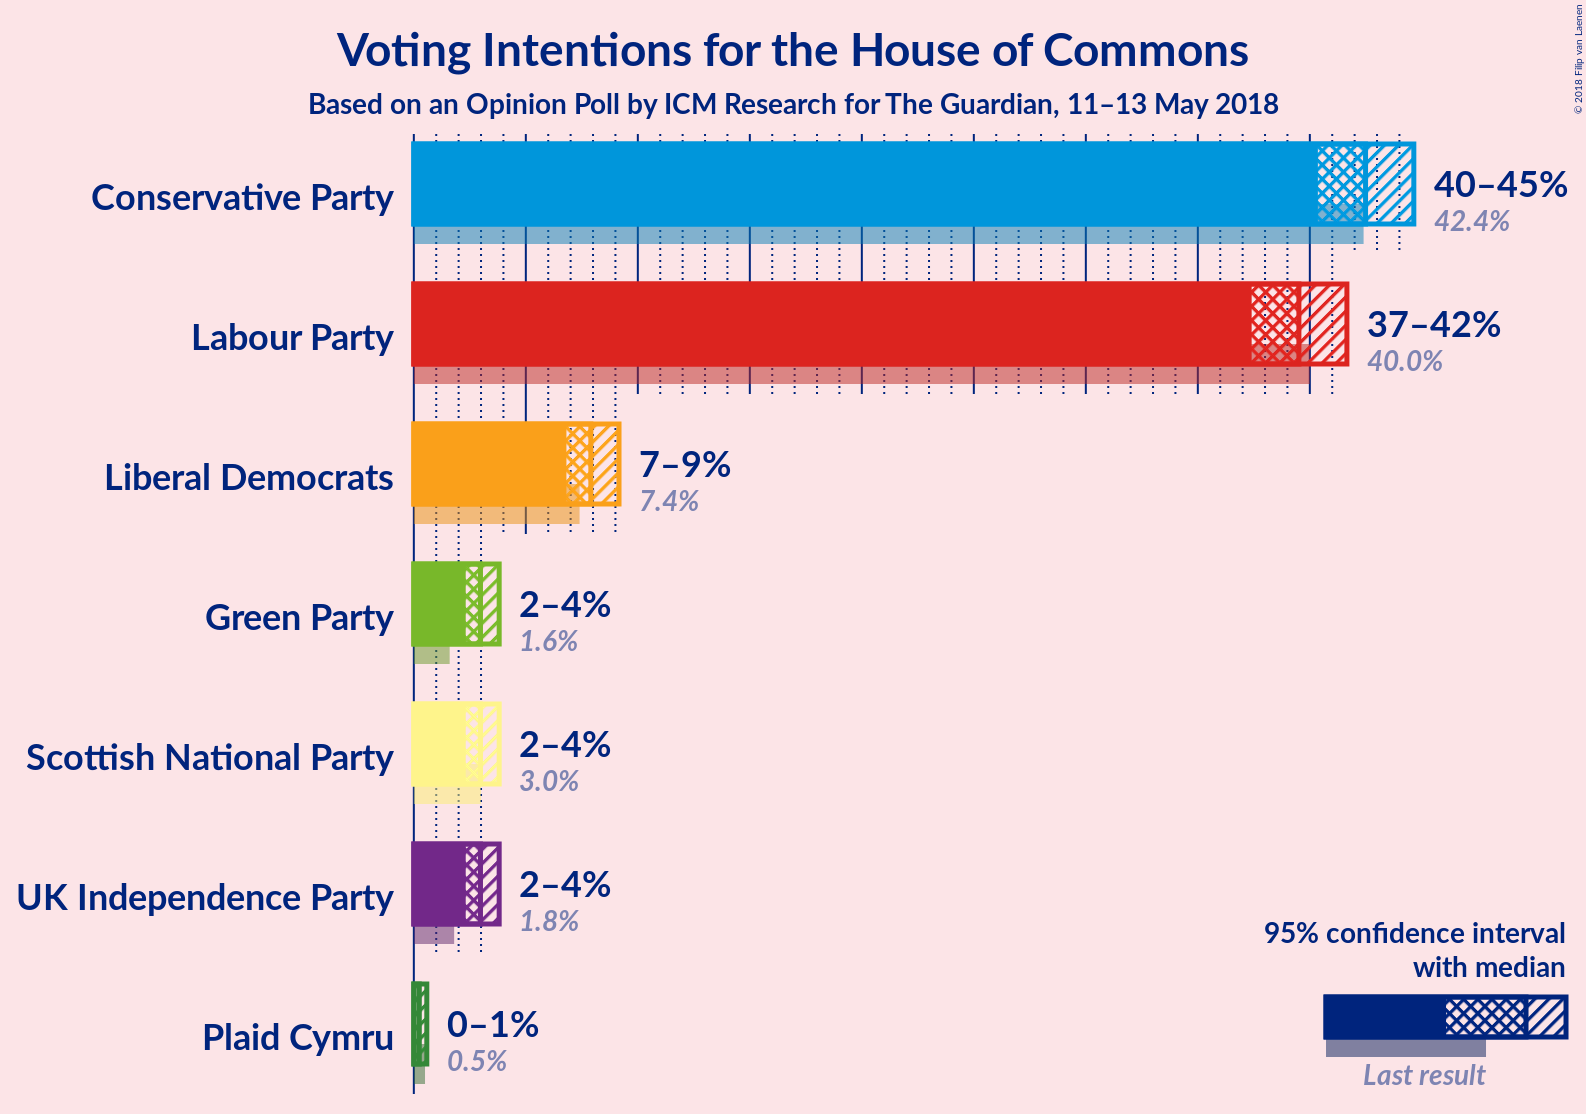 Voting Intentions for the House of Commons
Based on an Opinion Poll by ICM Research for The Guardian, 11–13 May 2018
© 2018 Filip van Laenen
Conservative Party
40–45%
42.4%
Labour Party
37–42%
40.0%
Liberal Democrats
7–9%
7.4%
Green Party
2–4%
1.6%
Scottish National Party
2–4%
3.0%
UK Independence Party
2–4%
1.8%
Plaid Cymru
0–1%
0.5%
95% confidence interval
with median
Last result